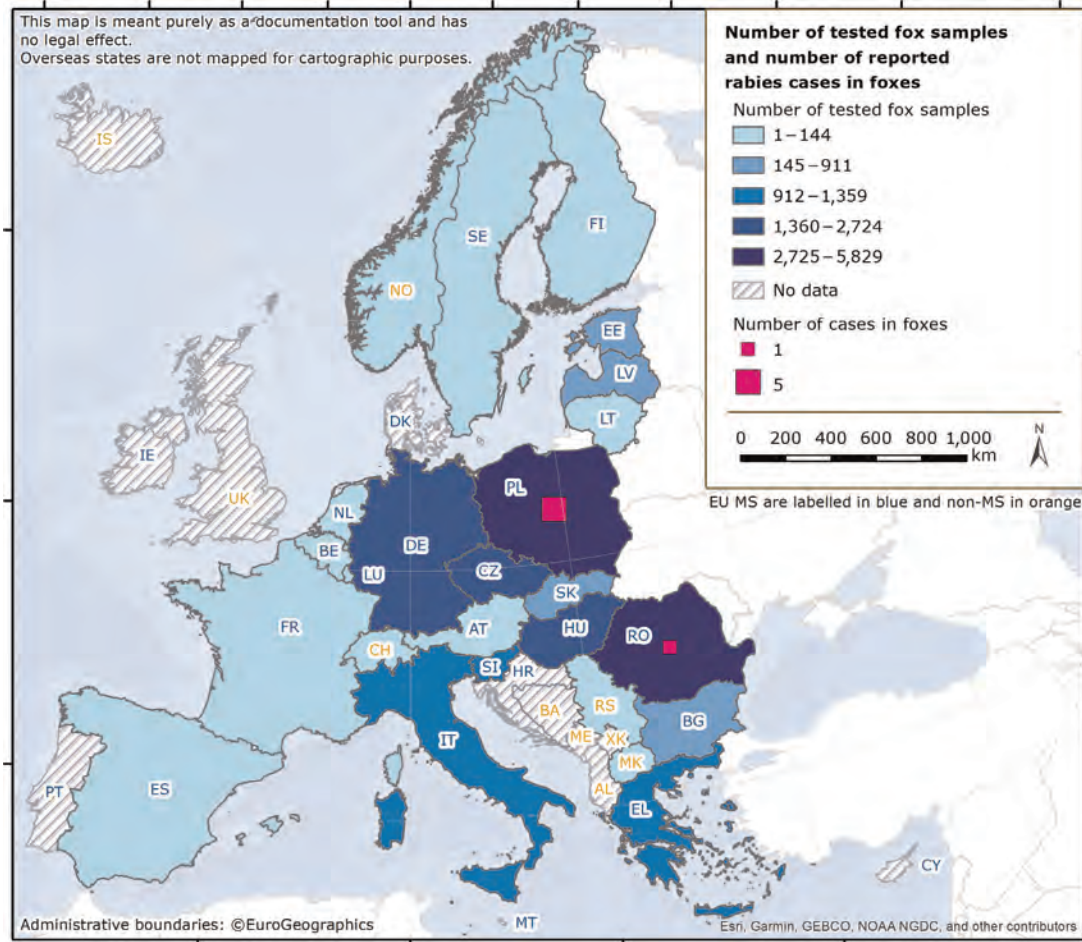 This map is meant purely as a documentation tool and has
no legal effect.
Overseas states are not mapped for cartographic purposes.
Number of tested fox samples
and number of reported
rabies cases in foxes
Number of tested fox samples
1–144
145–911
912–1,359
1,360–2,724
2,725–5,829
No data
Number of cases in foxes
1
5
0 200 400 600 800 1,000
km
N
EU MS are labelled in blue and non-MS in orange
IS
FI
SE
NO
EE
LV
LT
DK
IE
UK
PL
NL
DE
BE
LU
CZ
SK
FR
AT
HU
RO
CH
SI
HR
BA
RS
BG
IT
ME
XK
MK
PT
ES
AL
EL
CY
MT
Administrative boundaries: ©EuroGeographics
Esri, Garmin, GEBCO, NOAA NGDC, and other contributors